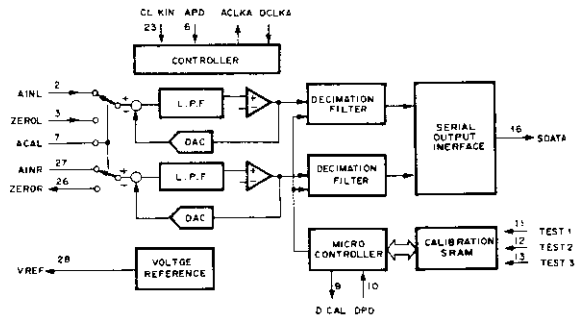 CLKIN APD ACLKA DCLKA
23 6 1
CONTROLLER
AINL 2
ZEROL 3
ACAL 7
AINR 27
ZEROR 26
+
-
L.P.F
+
-
DAC
DECIMATION
FILTER
SERIAL
OUTPUT
INERFACE
16 SDATA
+
-
L.P.F
+
-
DAC
DECIMATION
FILTER
VREF 28
VOLTGE
REFERENCE
MICRO
CONTROLLER
CALIBRATION
SRAM
11 TEST 1
12 TEST 2
13 TEST 3
9 10
D CAL DPD